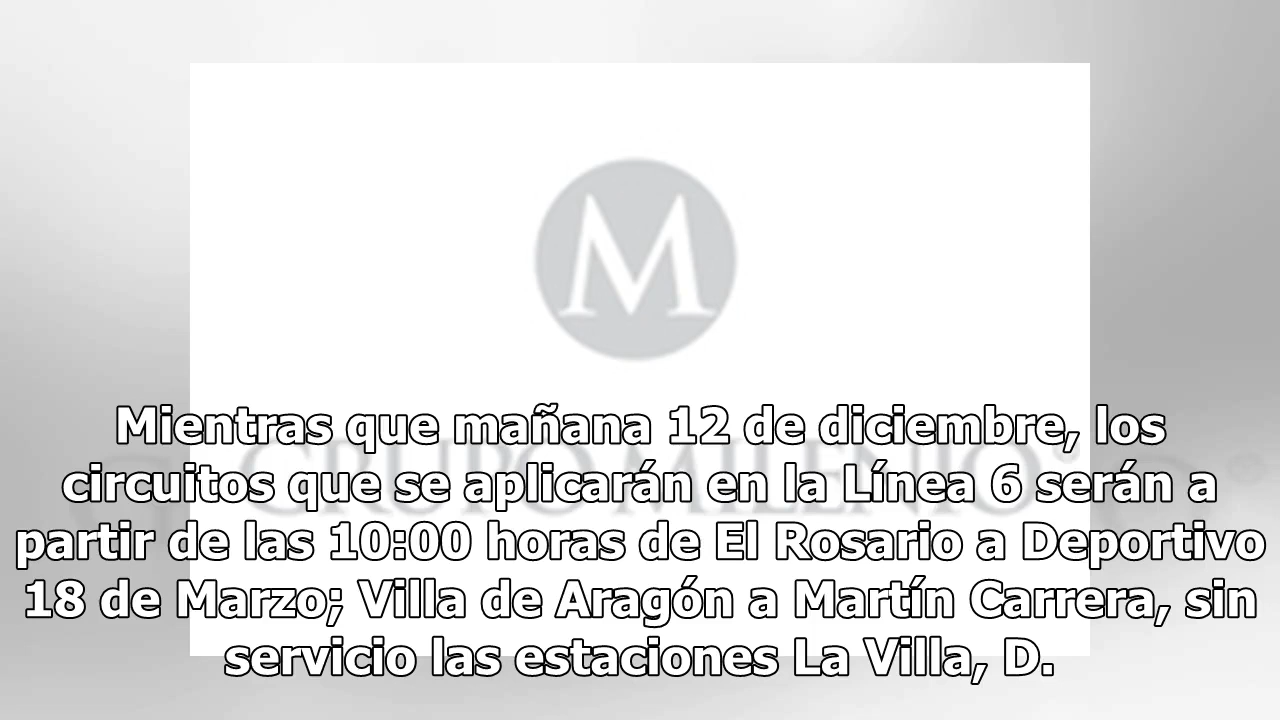 M
Mientras que mañana 12 de diciembre, los
GRUPO MILENIO
circuitos que se aplicarán en la Línea 6 serán a
partir de las 10:00 horas de El Rosario a Deportivo
18 de Marzo; Villa de Aragón a Martín Carrera, sin
servicio las estaciones La Villa, D.